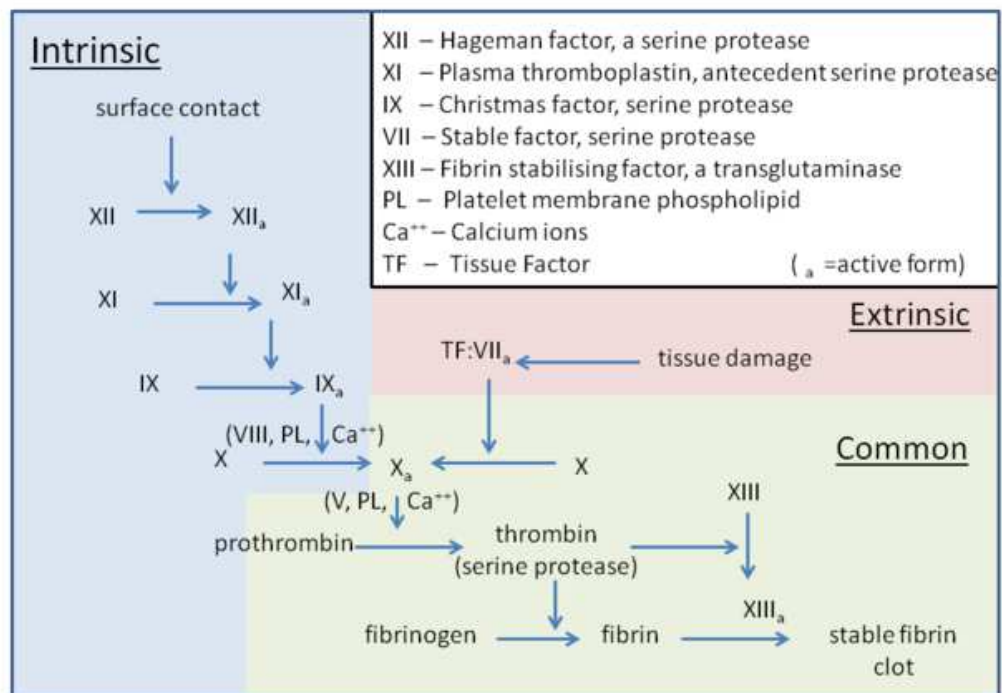 Intrinsic
XII – Hageman factor, a serine protease
XI – Plasma thromboplastin, antecedent serine protease
IX – Christmas factor, serine protease
VII – Stable factor, serine protease
XIII – Fibrin stabilising factor, a transglutaminase
PL – Platelet membrane phospholipid
Ca⁺⁺ – Calcium ions
TF – Tissue Factor ( ₐ =active form)
surface contact
XII XIIₐ
XI XIₐ
Extrinsic
TF:VIIₐ tissue damage
IX IXₐ
Common
(VIII, PL, Ca⁺⁺)
X Xₐ X
(V, PL, Ca⁺⁺)
XIII
prothrombin thrombin
(serine protease)
XIIIₐ
fibrinogen fibrin stable fibrin
clot